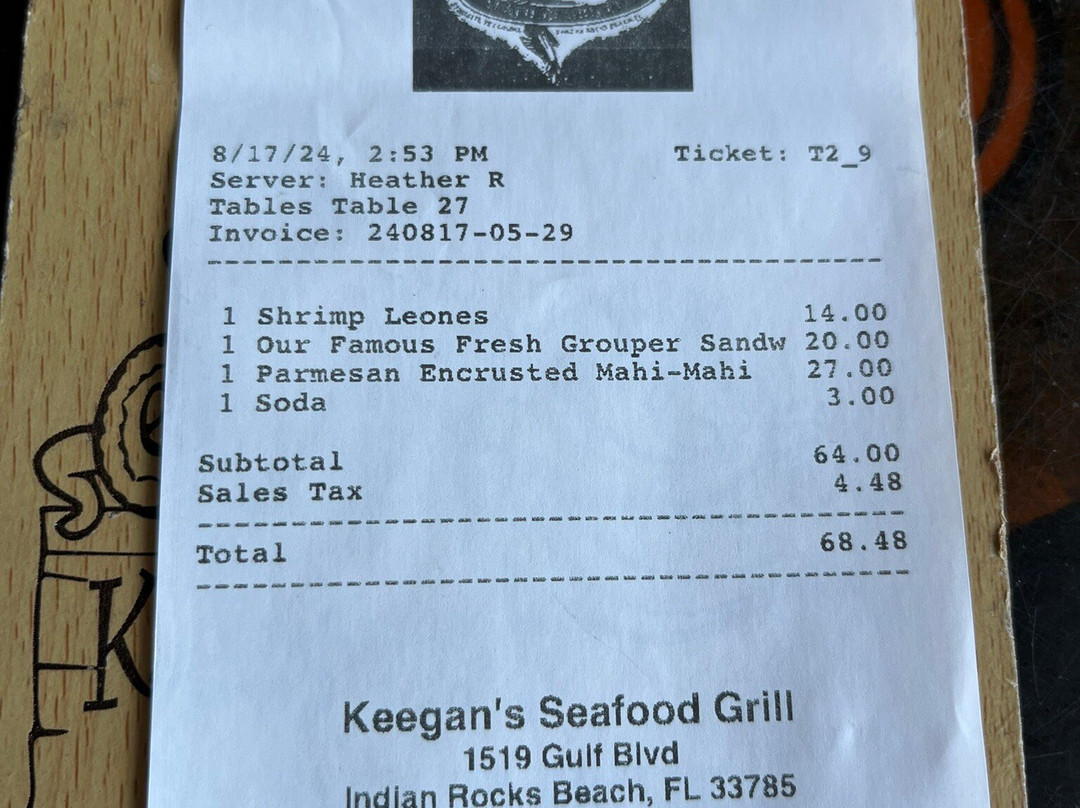 8/17/24, 2:53 PM Ticket: T2_9
Server: Heather R
Tables Table 27
Invoice: 240817-05-29
1 Shrimp Leones 14.00
1 Our Famous Fresh Grouper Sandw 20.00
1 Parmesan Encrusted Mahi-Mahi 27.00
1 Soda 3.00
Subtotal 64.00
Sales Tax 4.48
Total 68.48
K
Keegan's Seafood Grill
1519 Gulf Blvd
Indian Rocks Beach, FL 33785